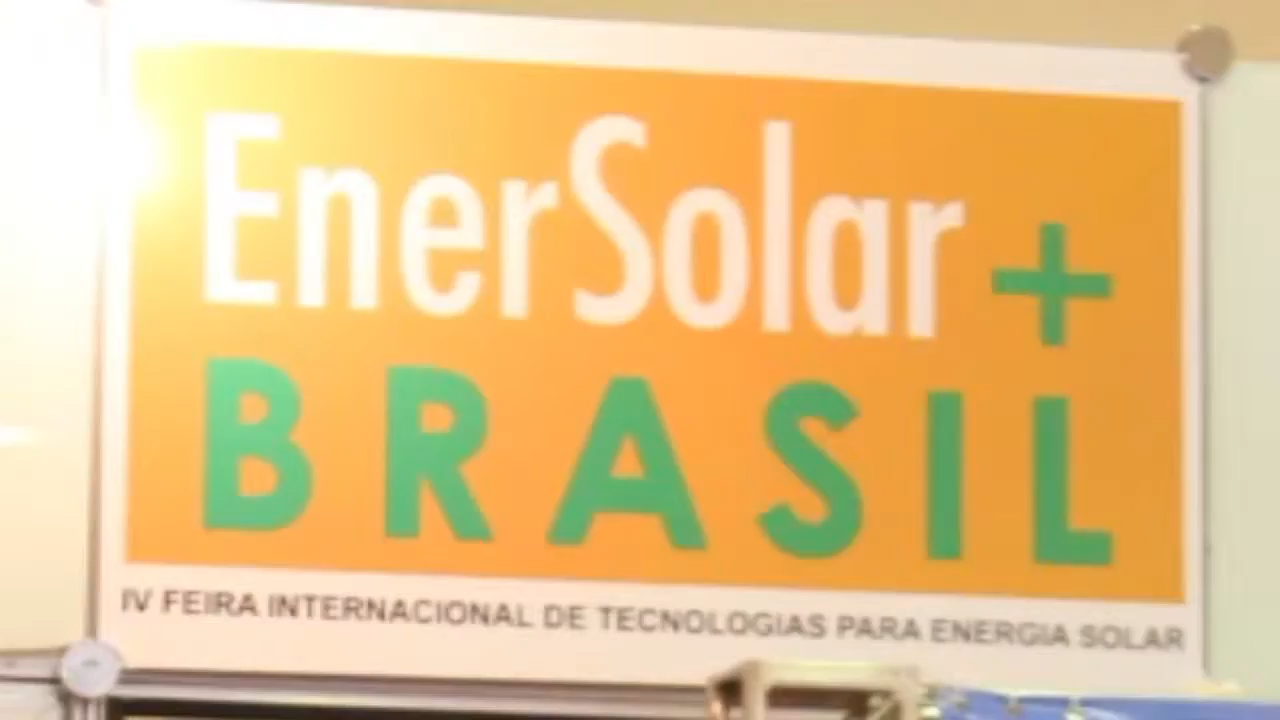 EnerSolar+
BRASIL
IV FEIRA INTERNACIONAL DE TECNOLOGIAS PARA ENERGIA SOLAR